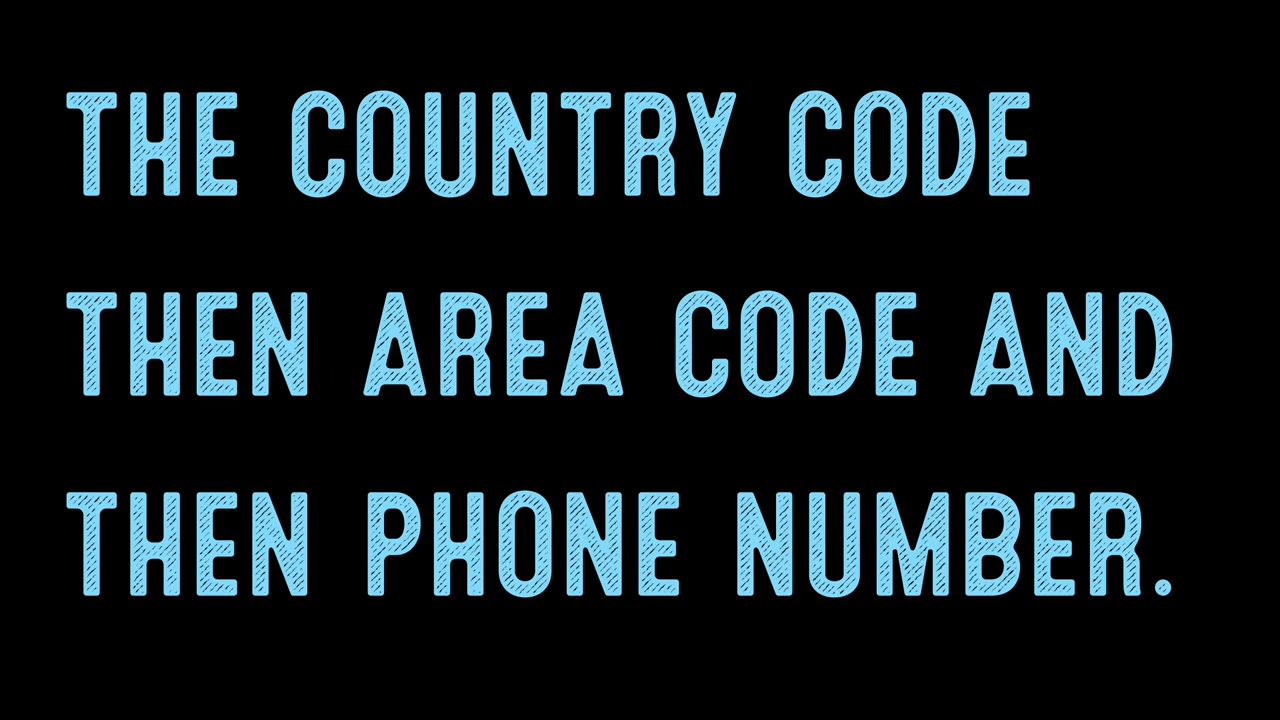 THE COUNTRY CODE
THEN AREA CODE AND
THEN PHONE NUMBER.